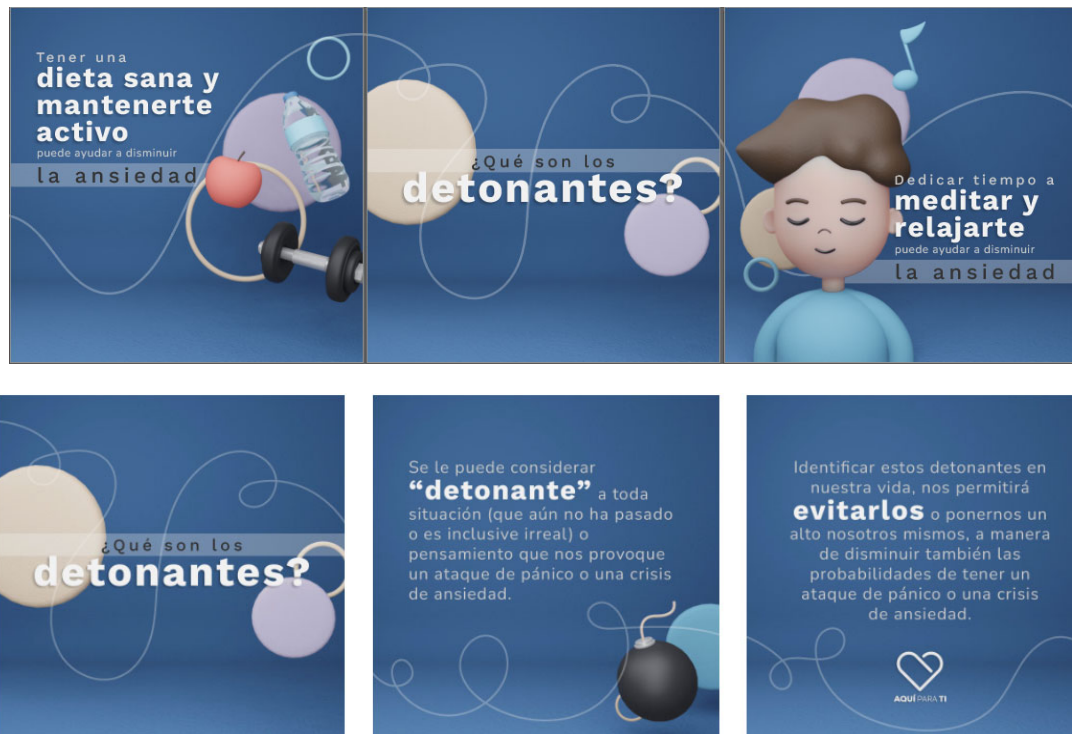 Tener una
dieta sana y
mantenerte
activo
puede ayudar a disminuir
la ansiedad
¿Qué son los
detonantes?
Dedicar tiempo a
meditar y
relajarte
puede ayudar a disminuir
la ansiedad
¿Qué son los
detonantes?
Se le puede considerar
“detonante” a toda
situación (que aún no ha pasado
o es inclusive irreal) o
pensamiento que nos provoque
un ataque de pánico o una crisis
de ansiedad.
Identificar estos detonantes en
nuestra vida, nos permitirá
evitarlos o ponernos un
alto nosotros mismos, a manera
de disminuir también las
probabilidades de tener un
ataque de pánico o una crisis
de ansiedad.
AQUÍ PARA TI